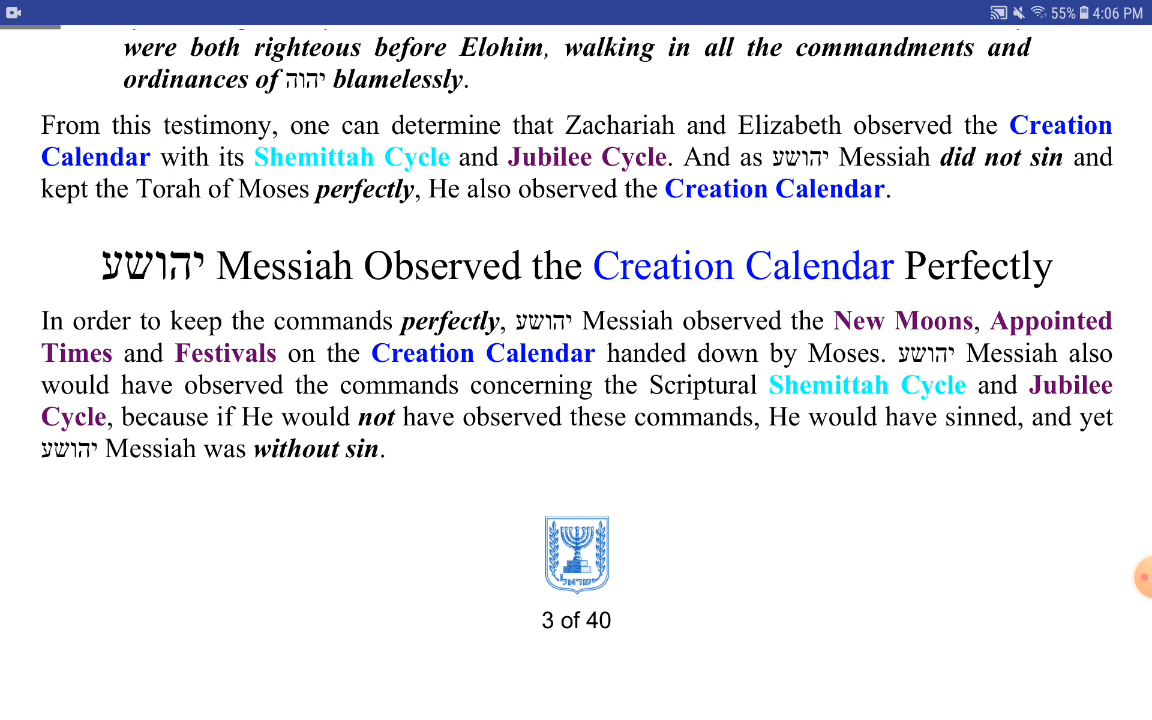 55% 4:06 PM
were both righteous before Elohim, walking in all the commandments and
ordinances of יהוה blamelessly.
From this testimony, one can determine that Zachariah and Elizabeth observed the Creation
Calendar with its Shemittah Cycle and Jubilee Cycle. And as יהושע Messiah did not sin and
kept the Torah of Moses perfectly, He also observed the Creation Calendar.
יהושע Messiah Observed the Creation Calendar Perfectly
In order to keep the commands perfectly, יהושע Messiah observed the New Moons, Appointed
Times and Festivals on the Creation Calendar handed down by Moses. יהושע Messiah also
would have observed the commands concerning the Scriptural Shemittah Cycle and Jubilee
Cycle, because if He would not have observed these commands, He would have sinned, and yet
יהושע Messiah was without sin.
ישראל
3 of 40